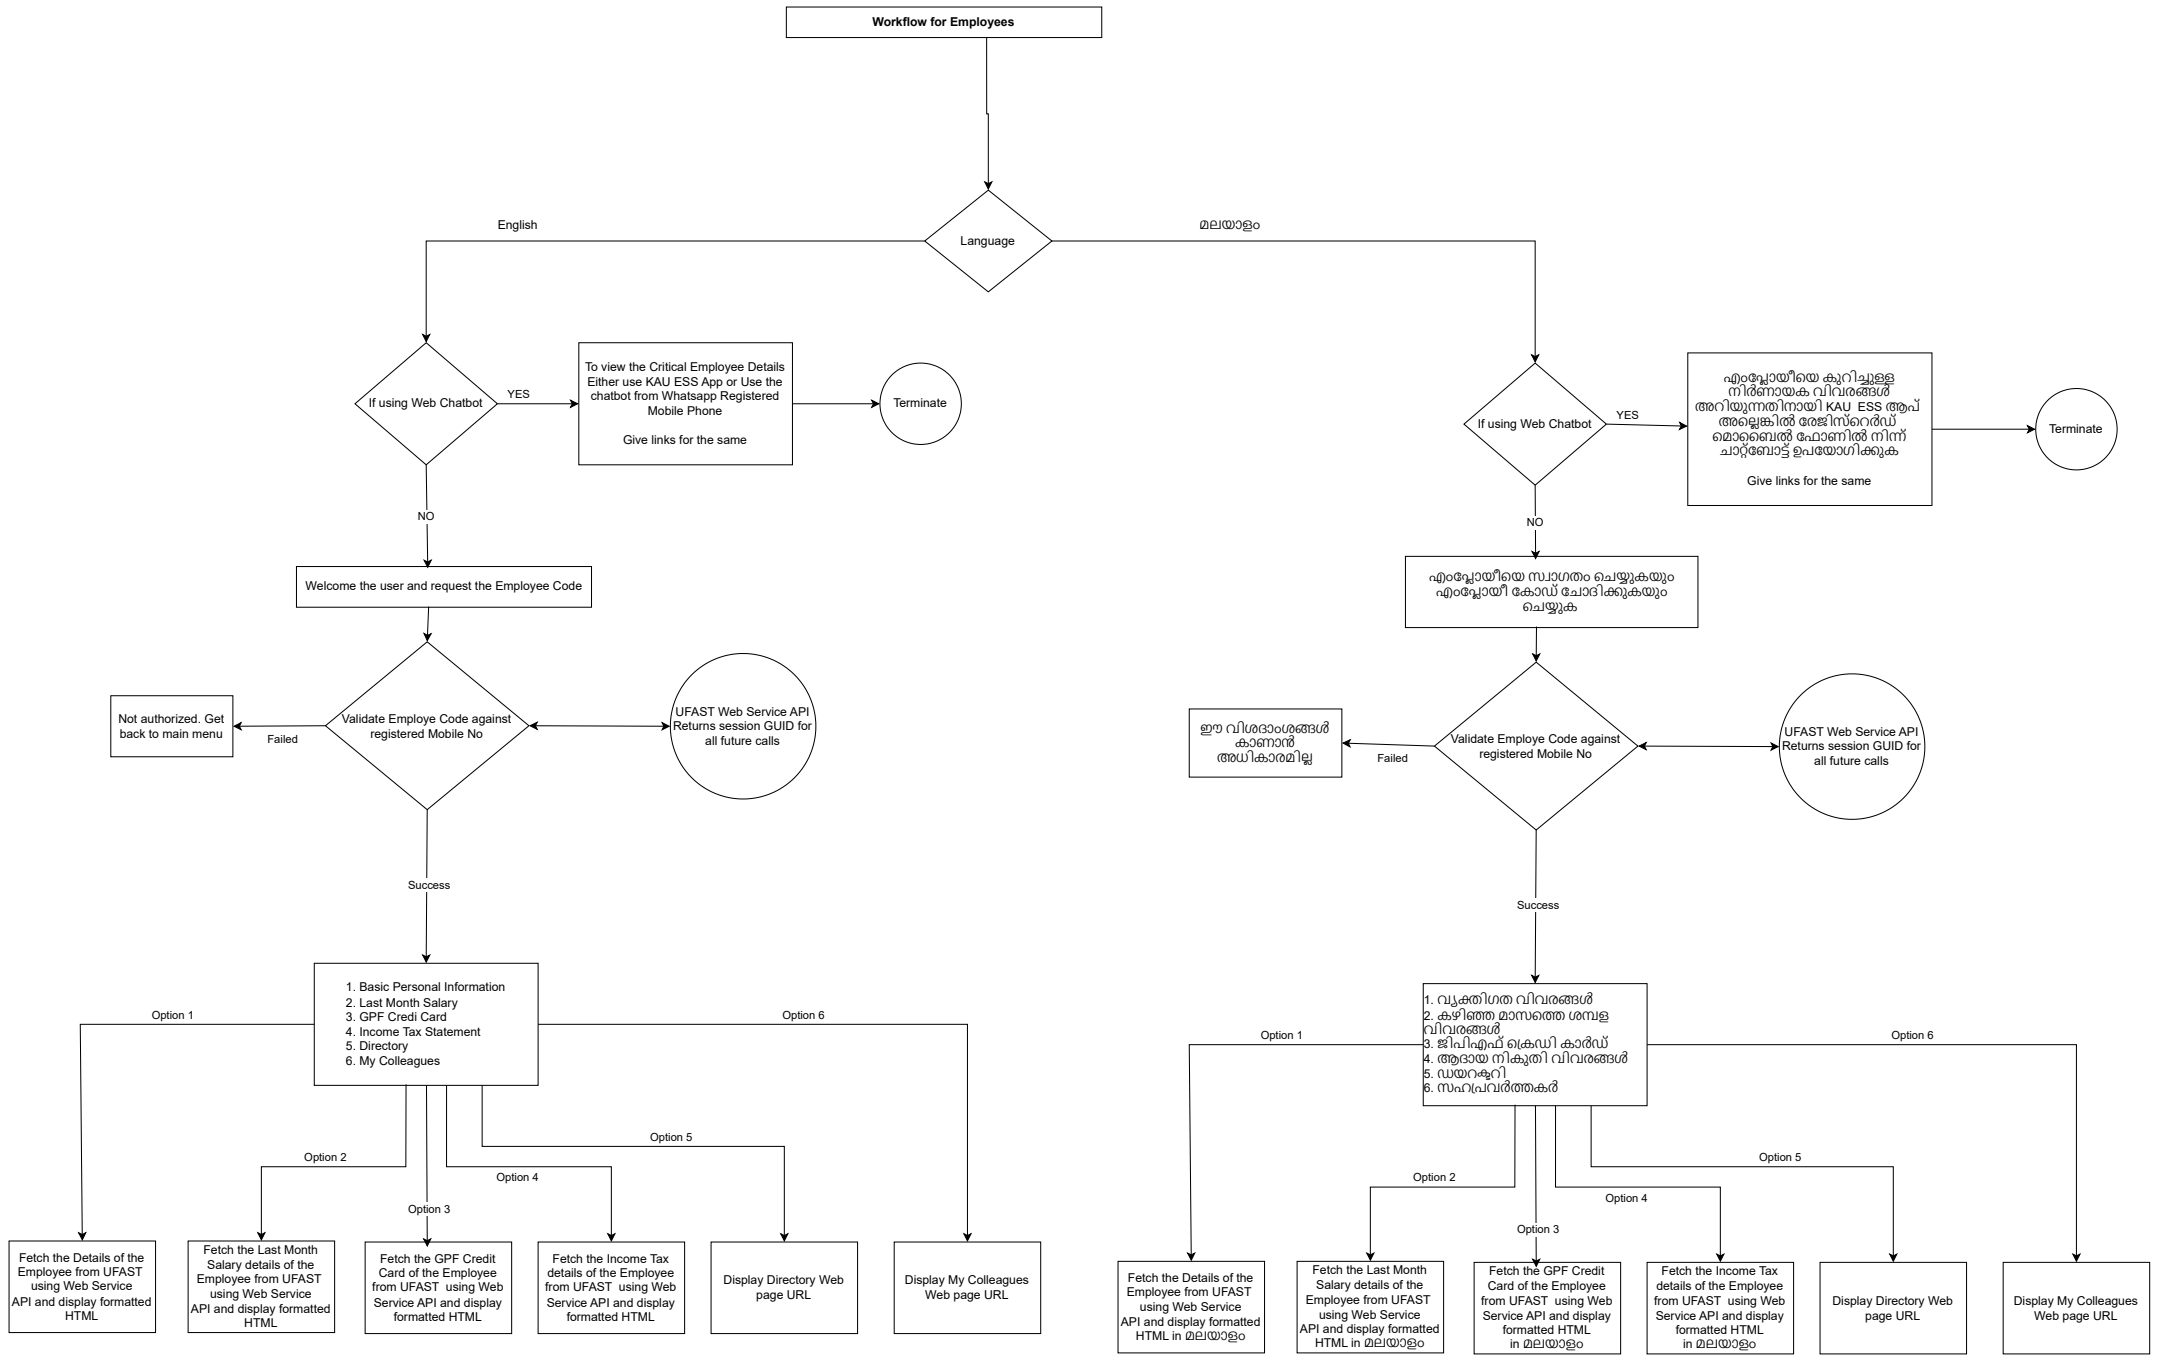 Workflow for Employees
Language
English
മലയാളം
If using Web Chatbot
YES
To view the Critical Employee Details
Either use KAU ESS App or Use the
chatbot from Whatsapp Registered
Mobile Phone
Give links for the same
Terminate
NO
Welcome the user and request the Employee Code
Validate Employe Code against
registered Mobile No
UFAST Web Service API
Returns session GUID for
all future calls
Failed
Not authorized. Get
back to main menu
Success
1. Basic Personal Information
2. Last Month Salary
3. GPF Credi Card
4. Income Tax Statement
5. Directory
6. My Colleagues
Option 1
Option 2
Option 3
Option 4
Option 5
Option 6
Fetch the Details of the
Employee from UFAST
using Web Service
API and display formatted
HTML
Fetch the Last Month
Salary details of the
Employee from UFAST
using Web Service
API and display formatted
HTML
Fetch the GPF Credit
Card of the Employee
from UFAST using Web
Service API and display
formatted HTML
Fetch the Income Tax
details of the Employee
from UFAST using Web
Service API and display
formatted HTML
Display Directory Web
page URL
Display My Colleagues
Web page URL
If using Web Chatbot
YES
എംപ്ലോയീയെ കുറിച്ചുള്ള
നിർണായക വിവരങ്ങൾ
അറിയുന്നതിനായി KAU ESS ആപ്
അല്ലെങ്കിൽ രേജിസ്റെർഡ്
മൊബൈൽ ഫോണിൽ നിന്ന്
ചാറ്റ്ബോട്ട് ഉപയോഗിക്കുക
Give links for the same
Terminate
NO
എംപ്ലോയീയെ സ്വാഗതം ചെയ്യുകയും
എംപ്ലോയീ കോഡ് ചോദിക്കുകയും
ചെയ്യുക
Validate Employe Code against
registered Mobile No
UFAST Web Service API
Returns session GUID for
all future calls
Failed
ഈ വിശദാംശങ്ങൾ
കാണാൻ
അധികാരമില്ല
Success
1. വ്യക്തിഗത വിവരങ്ങൾ
2. കഴിഞ്ഞ മാസത്തെ ശമ്പള
വിവരങ്ങൾ
3. ജിപിഎഫ് ക്രെഡി കാർഡ്
4. ആദായ നികുതി വിവരങ്ങൾ
5. ഡയറക്ടറി
6. സഹപ്രവർത്തകർ
Option 1
Option 2
Option 3
Option 4
Option 5
Option 6
Fetch the Details of the
Employee from UFAST
using Web Service
API and display formatted
HTML in മലയാളം
Fetch the Last Month
Salary details of the
Employee from UFAST
using Web Service
API and display formatted
HTML in മലയാളം
Fetch the GPF Credit
Card of the Employee
from UFAST using Web
Service API and display
formatted HTML
in മലയാളം
Fetch the Income Tax
details of the Employee
from UFAST using Web
Service API and display
formatted HTML
in മലയാളം
Display Directory Web
page URL
Display My Colleagues
Web page URL